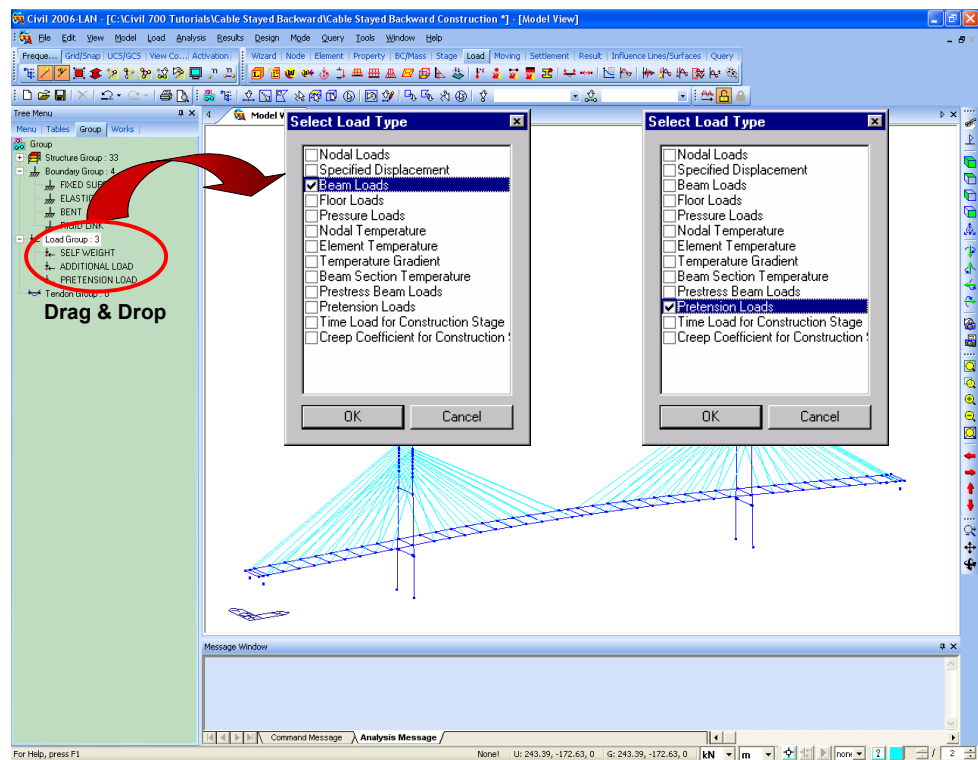 Civil 2006-LAN - [C:\Civil 700 Tutorials\Cable Stayed Backward\Cable Stayed Backward Construction *] - [Model View]
File Edit View Model Load Analysis Results Design Mode Query Tools Window Help
Freque... Grid/Snap UCS/GCS View Co... Activation Wizard Node Element Property BC/Mass Stage Load Moving Settlement Result Influence Lines/Surfaces Query
Tree Menu
Menu Tables Group Works
Group
Structure Group : 33
Boundary Group : 4
ELASTIC
BENT
RIGID LINK
Load Group : 3
SELF WEIGHT
ADDITIONAL LOAD
PRETENSION LOAD
Tendon Group : 0
Drag & Drop
Model V
Select Load Type
Nodal Loads
Specified Displacement
Beam Loads
Floor Loads
Pressure Loads
Nodal Temperature
Element Temperature
Temperature Gradient
Beam Section Temperature
Prestress Beam Loads
Pretension Loads
Time Load for Construction Stage
Creep Coefficient for Construction
OK Cancel
Select Load Type
Nodal Loads
Specified Displacement
Beam Loads
Floor Loads
Pressure Loads
Nodal Temperature
Element Temperature
Temperature Gradient
Beam Section Temperature
Prestress Beam Loads
Pretension Loads
Time Load for Construction Stage
Creep Coefficient for Construction
OK Cancel
Message Window
Command Message Analysis Message
For Help, press F1
None! U: 243.39, -172.63, 0 G: 243.39, -172.63, 0 kN m none ? / 2